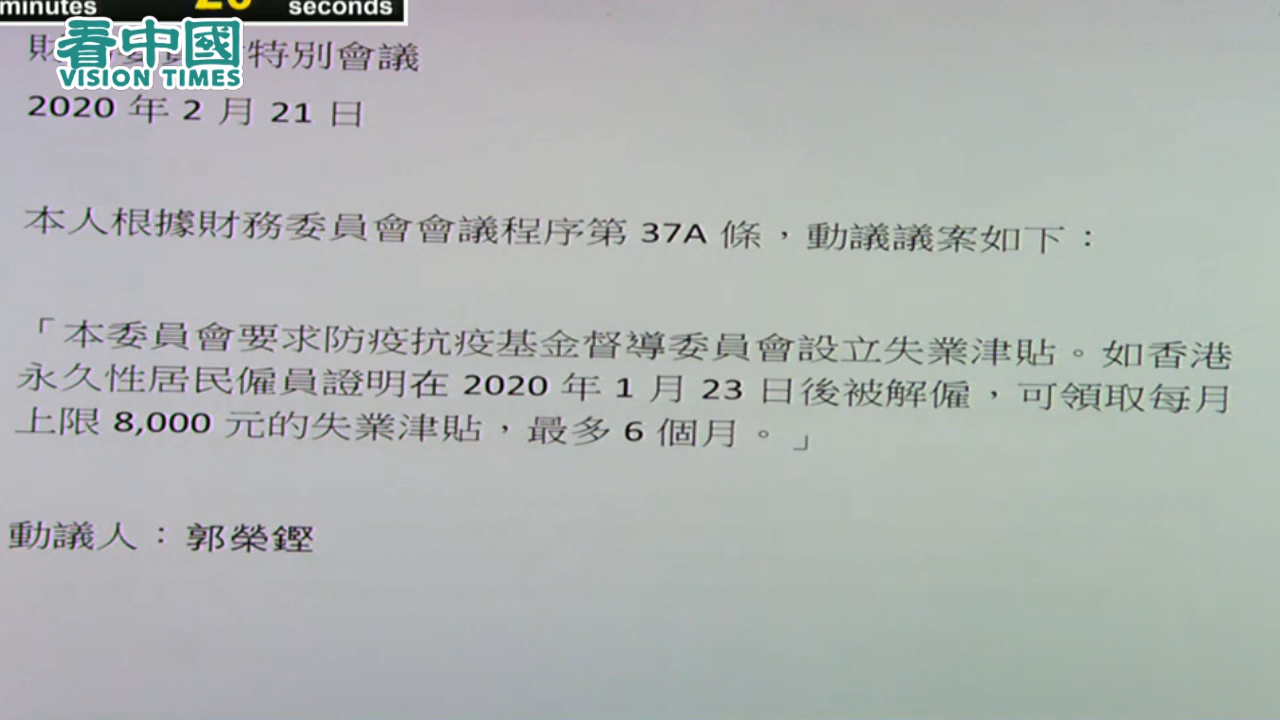 minutes 20 seconds
看中國
VISION TIMES
財 特別會議
2020 年 2 月 21 日
本人根據財務委員會會議程序第 37A 條，動議議案如下：
「本委員會要求防疫抗疫基金督導委員會設立失業津貼。如香港
永久性居民僱員證明在 2020 年 1 月 23 日後被解僱，可領取每月
上限 8,000 元的失業津貼，最多 6 個月。」
動議人：郭榮鏗